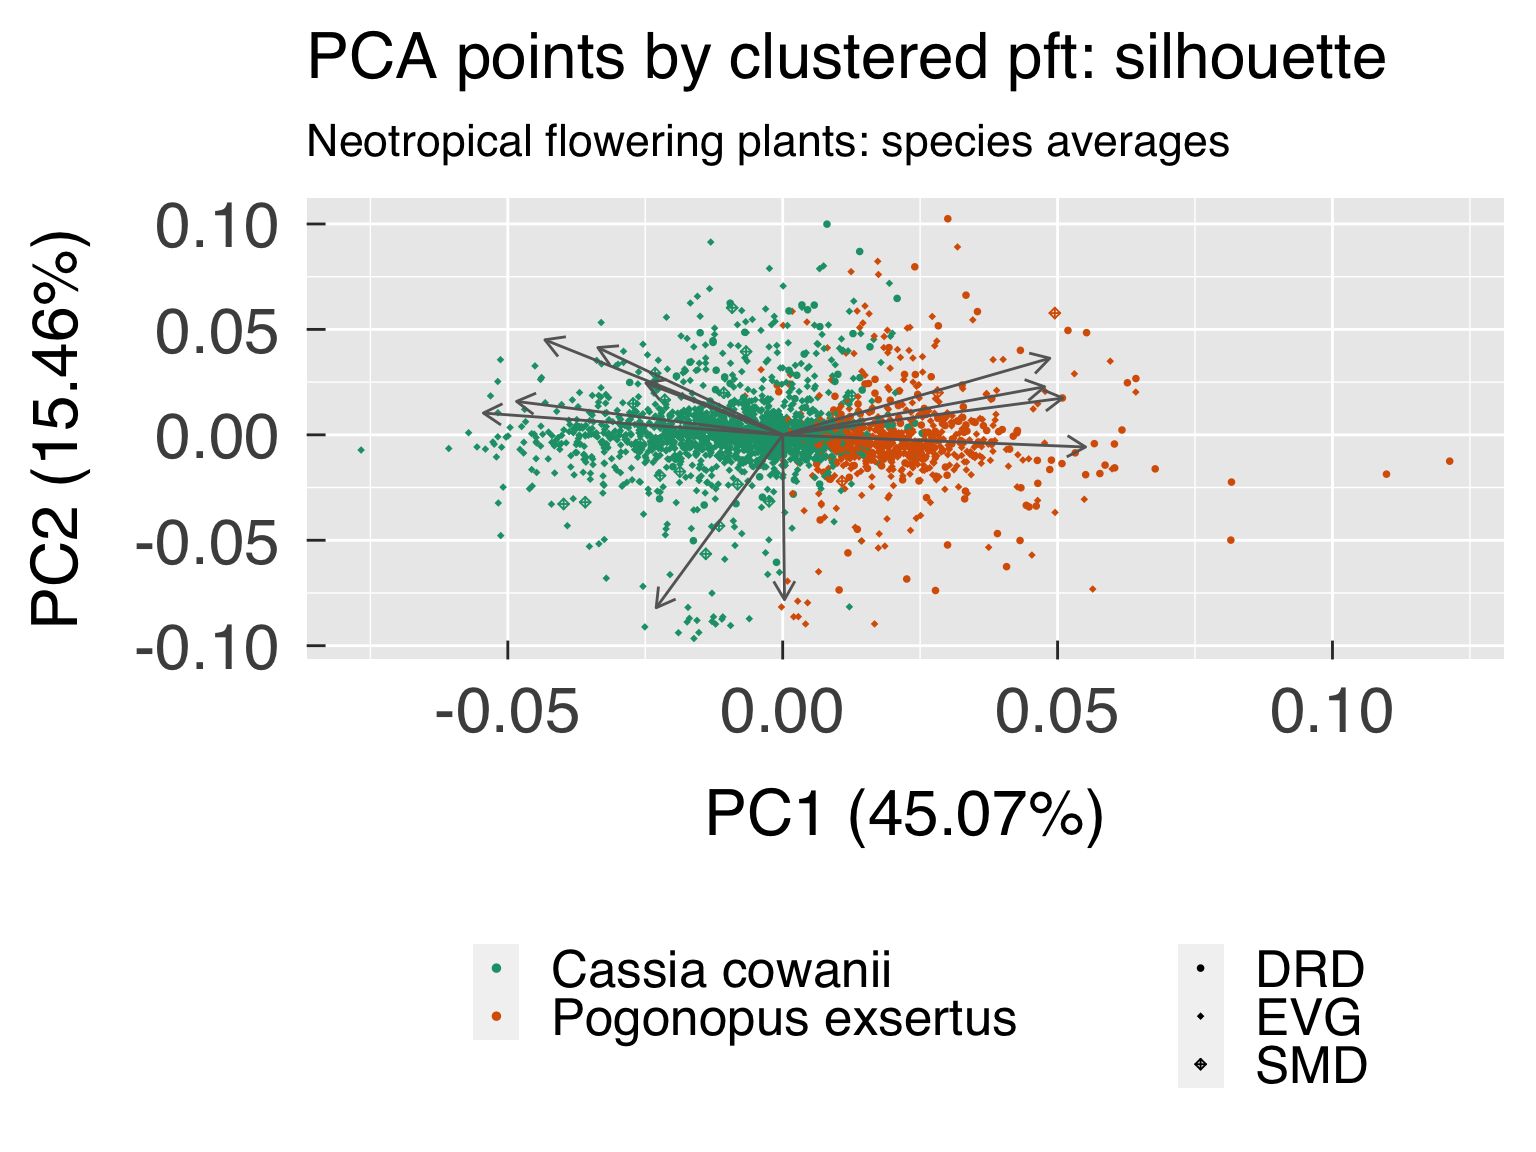 PCA points by clustered pft: silhouette
Neotropical flowering plants: species averages
PC2 (15.46%)
0.10
0.05
0.00
-0.05
-0.10
-0.05 0.00 0.05 0.10
PC1 (45.07%)
Cassia cowanii
Pogonopus exsertus
DRD
EVG
SMD